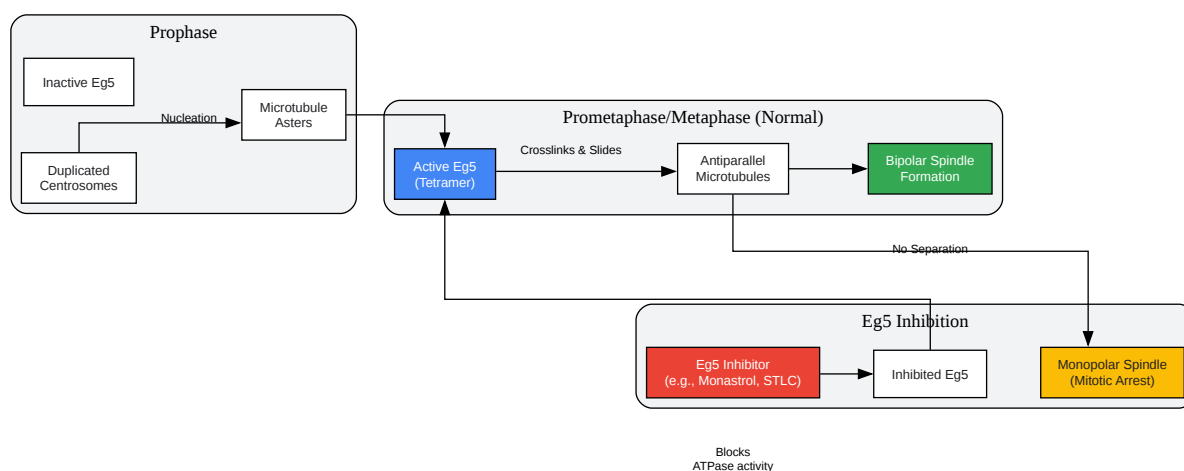 Prophase
Inactive Eg5
Nucleation
Microtubule
Asters
Duplicated
Centrosomes
Prometaphase/Metaphase (Normal)
Active Eg5
(Tetramer)
Crosslinks & Slides
Antiparallel
Microtubules
Bipolar Spindle
Formation
No Separation
Eg5 Inhibition
Eg5 Inhibitor
(e.g., Monastrol, STLC)
Inhibited Eg5
Monopolar Spindle
(Mitotic Arrest)
Blocks
ATPase activity